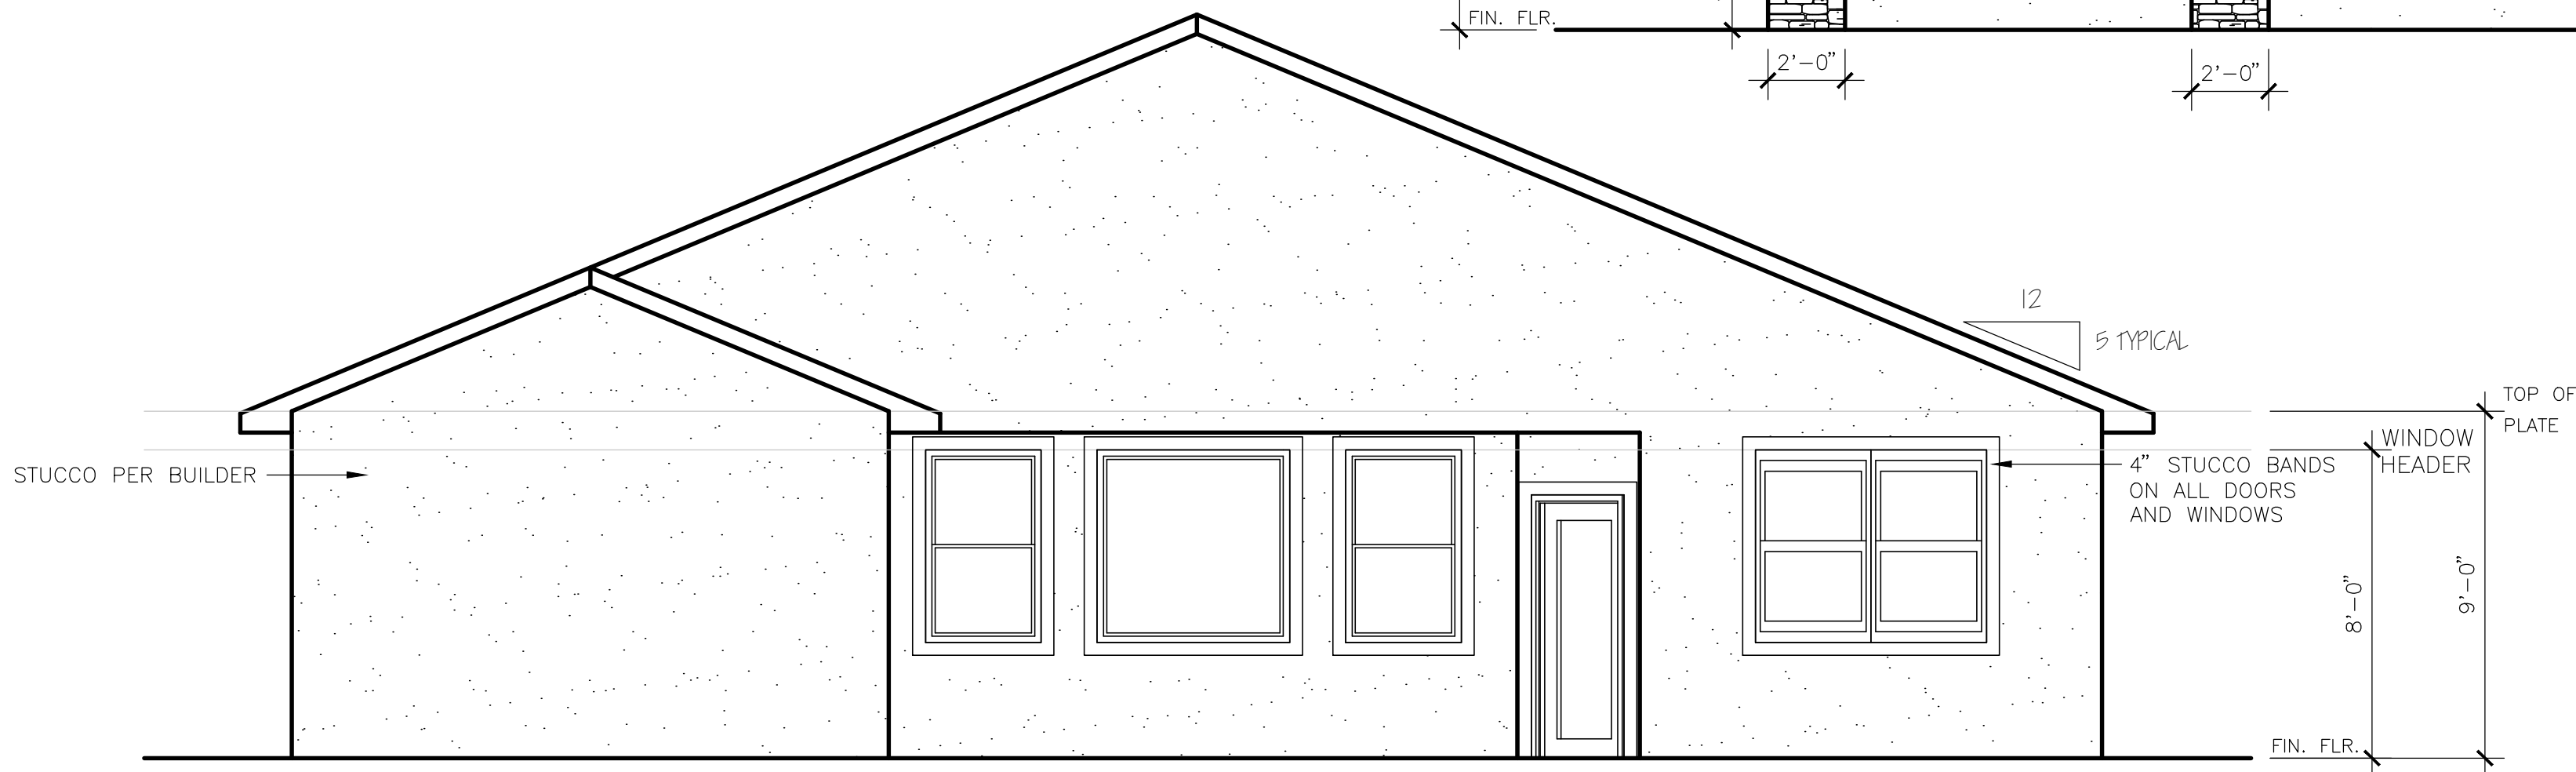 FIN. FLR.
2'-0"
2'-0"
12
5 TYPICAL
TOP OF
PLATE
WINDOW
HEADER
STUCCO PER BUILDER
4" STUCCO BANDS
ON ALL DOORS
AND WINDOWS
8'-0"
9'-0"
FIN. FLR.